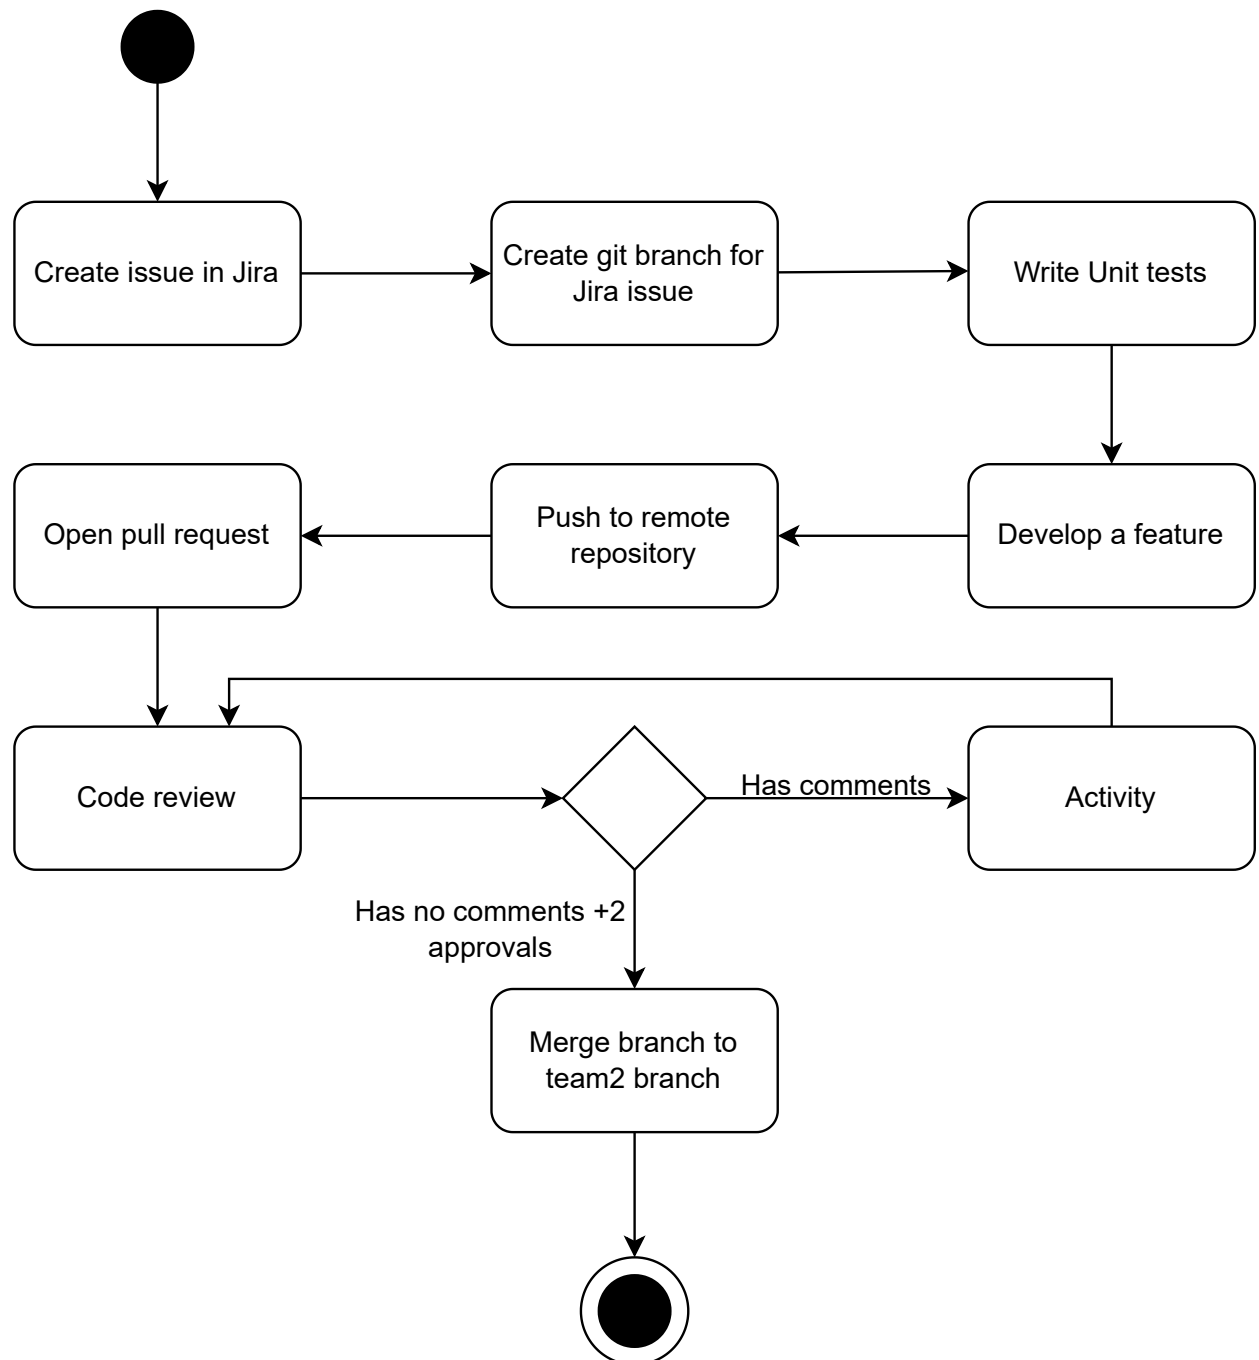 Create issue in Jira
Create git branch for
Jira issue
Write Unit tests
Open pull request
Push to remote
repository
Develop a feature
Code review
Has comments
Activity
Has no comments +2
approvals
Merge branch to
team2 branch